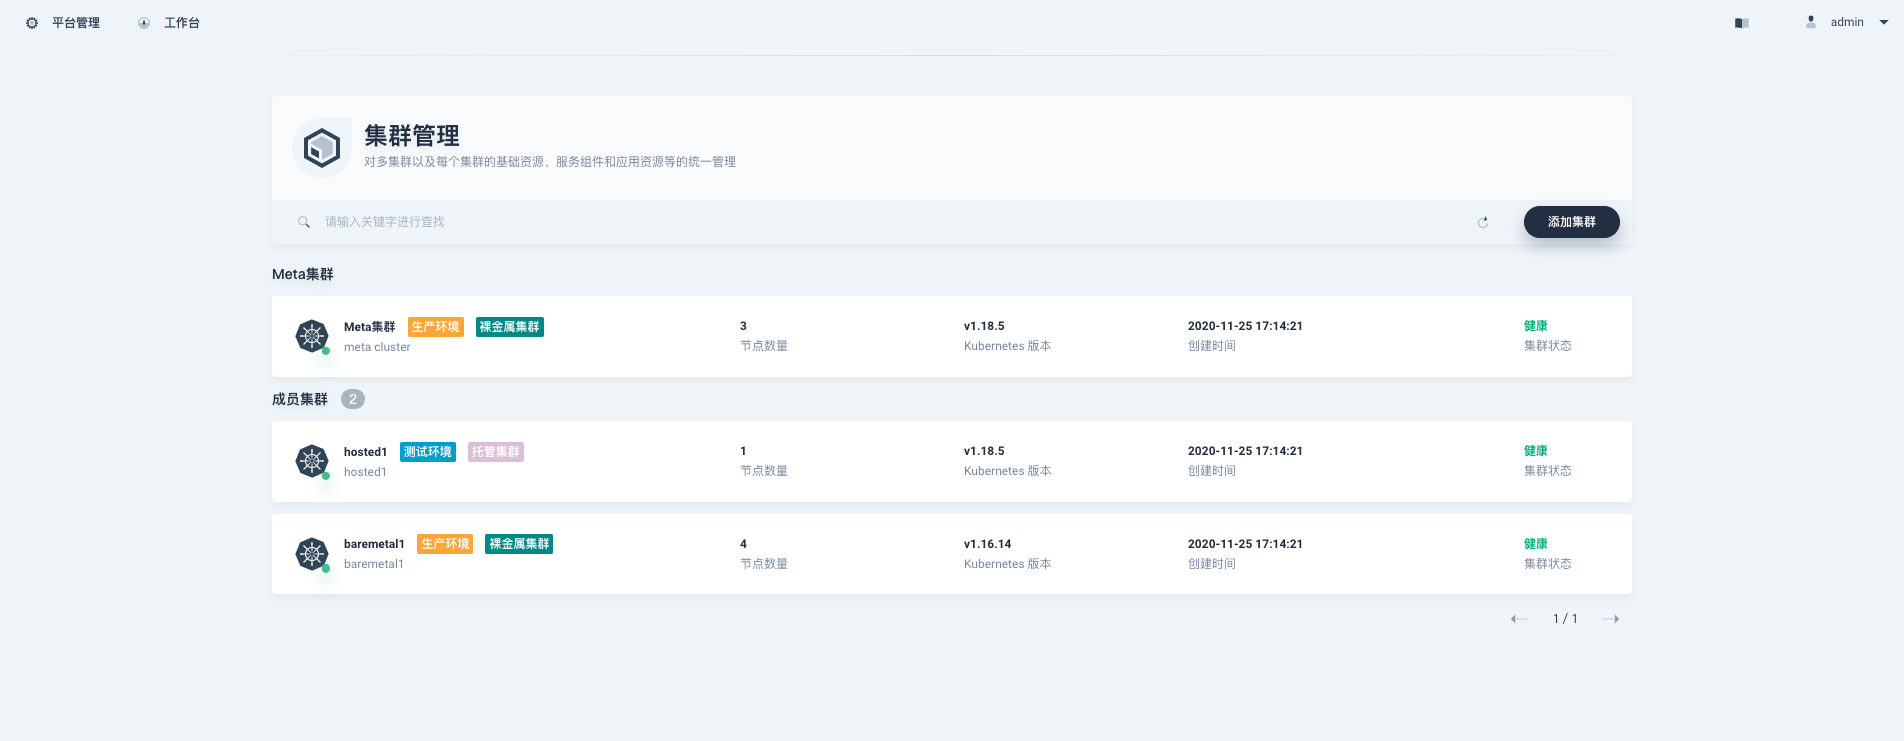 平台管理 工作台 admin
集群管理
对多集群以及每个集群的基础资源、服务组件和应用资源等的统一管理
请输入关键字进行查找 添加集群
Meta集群
Meta集群 生产环境 裸金属集群 3 v1.18.5 2020-11-25 17:14:21 健康
meta cluster 节点数量 Kubernetes 版本 创建时间 集群状态
成员集群 2
hosted1 测试环境 托管集群 1 v1.18.5 2020-11-25 17:14:21 健康
hosted1 节点数量 Kubernetes 版本 创建时间 集群状态
baremetal1 生产环境 裸金属集群 4 v1.16.14 2020-11-25 17:14:21 健康
baremetal1 节点数量 Kubernetes 版本 创建时间 集群状态
1 / 1